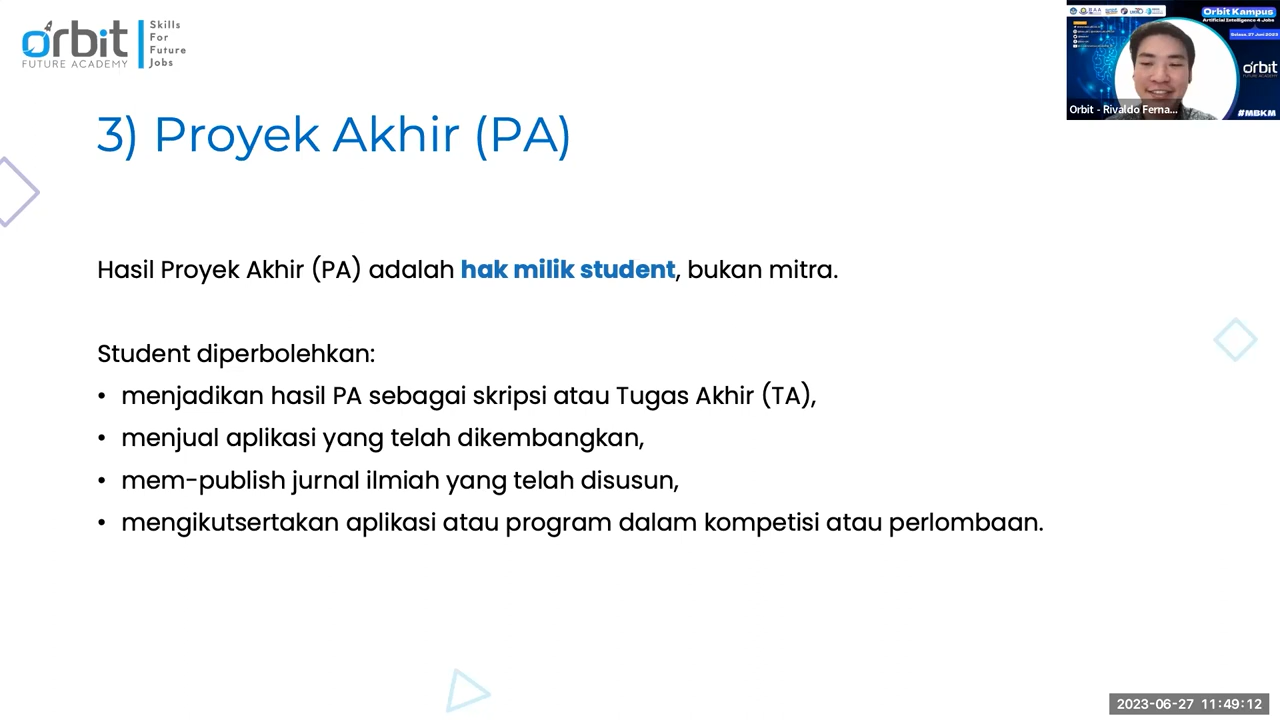 orbit
FUTURE ACADEMY
Skills
For
Future
Jobs
Orbit Kampus
Artificial Intelligence 4 Jobs
Selasa, 27 Juni 2023
orbit
#MBKM
Orbit - Rivaldo Ferna...
3) Proyek Akhir (PA)
Hasil Proyek Akhir (PA) adalah hak milik student, bukan mitra.
Student diperbolehkan:
• menjadikan hasil PA sebagai skripsi atau Tugas Akhir (TA),
• menjual aplikasi yang telah dikembangkan,
• mem-publish jurnal ilmiah yang telah disusun,
• mengikutsertakan aplikasi atau program dalam kompetisi atau perlombaan.
2023-06-27 11:49:12